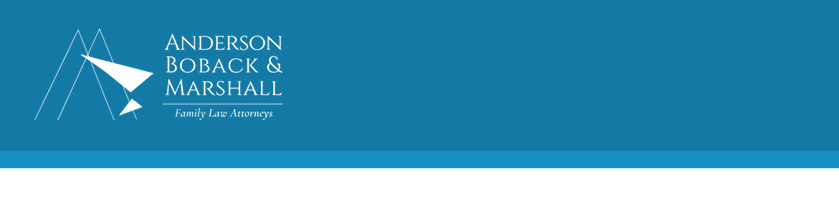 Anderson
Boback &
Marshall
Family Law Attorneys